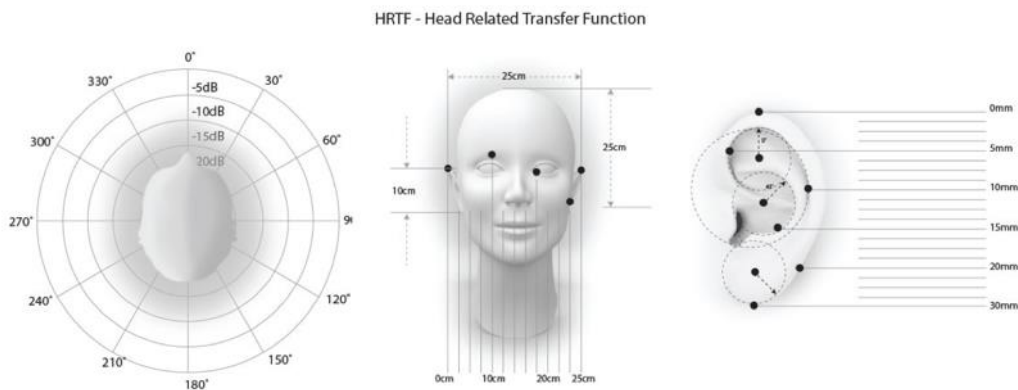 HRTF - Head Related Transfer Function
0°
330°
30°
-5dB
-10dB
-15dB
20dB
300°
60°
270°
9
240°
120°
210°
150°
180°
25cm
25cm
10cm
0cm
10cm
20cm
25cm
0mm
5mm
10mm
15mm
20mm
30mm